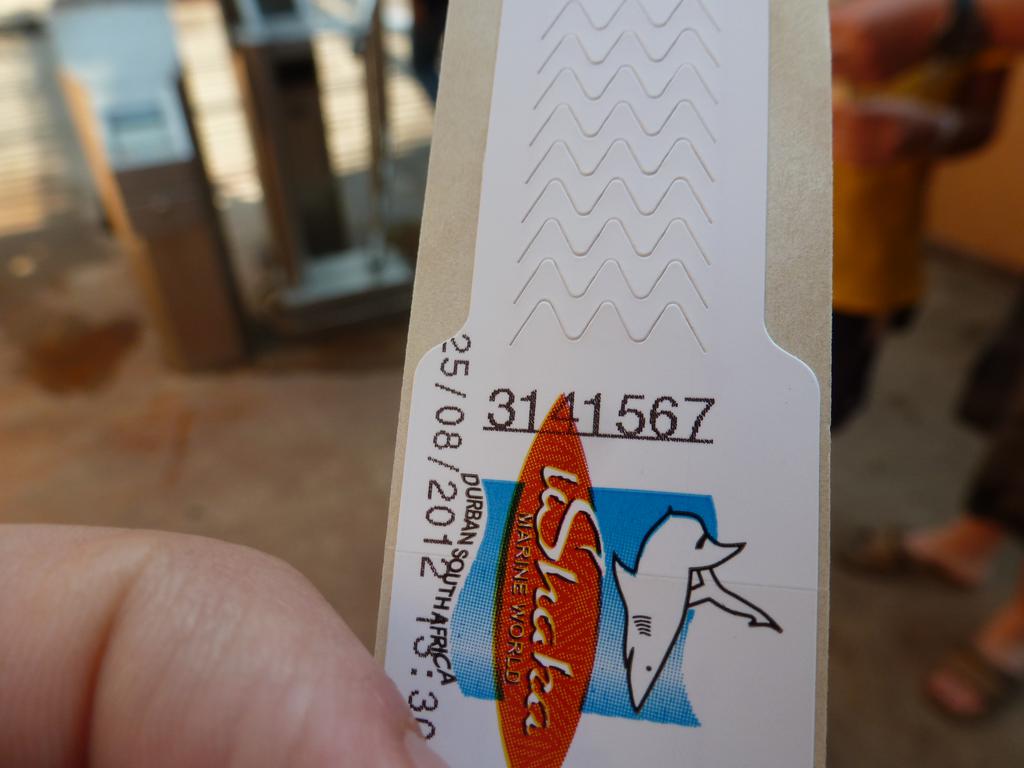 3141567
25/08/2012 13:30
DURBAN SOUTH AFRICA
uShaka
MARINE WORLD